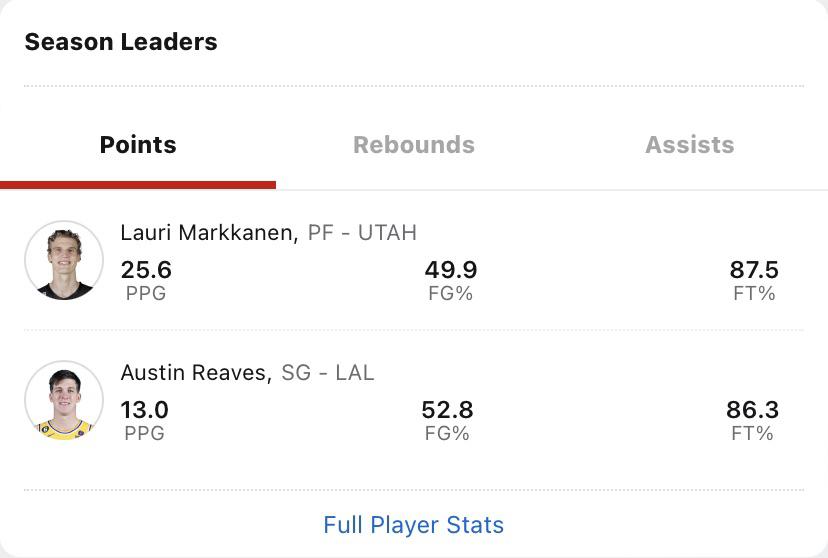 Season Leaders
Points Rebounds Assists
Lauri Markkanen, PF - UTAH
25.6 49.9 87.5
PPG FG% FT%
Austin Reaves, SG - LAL
13.0 52.8 86.3
PPG FG% FT%
Full Player Stats